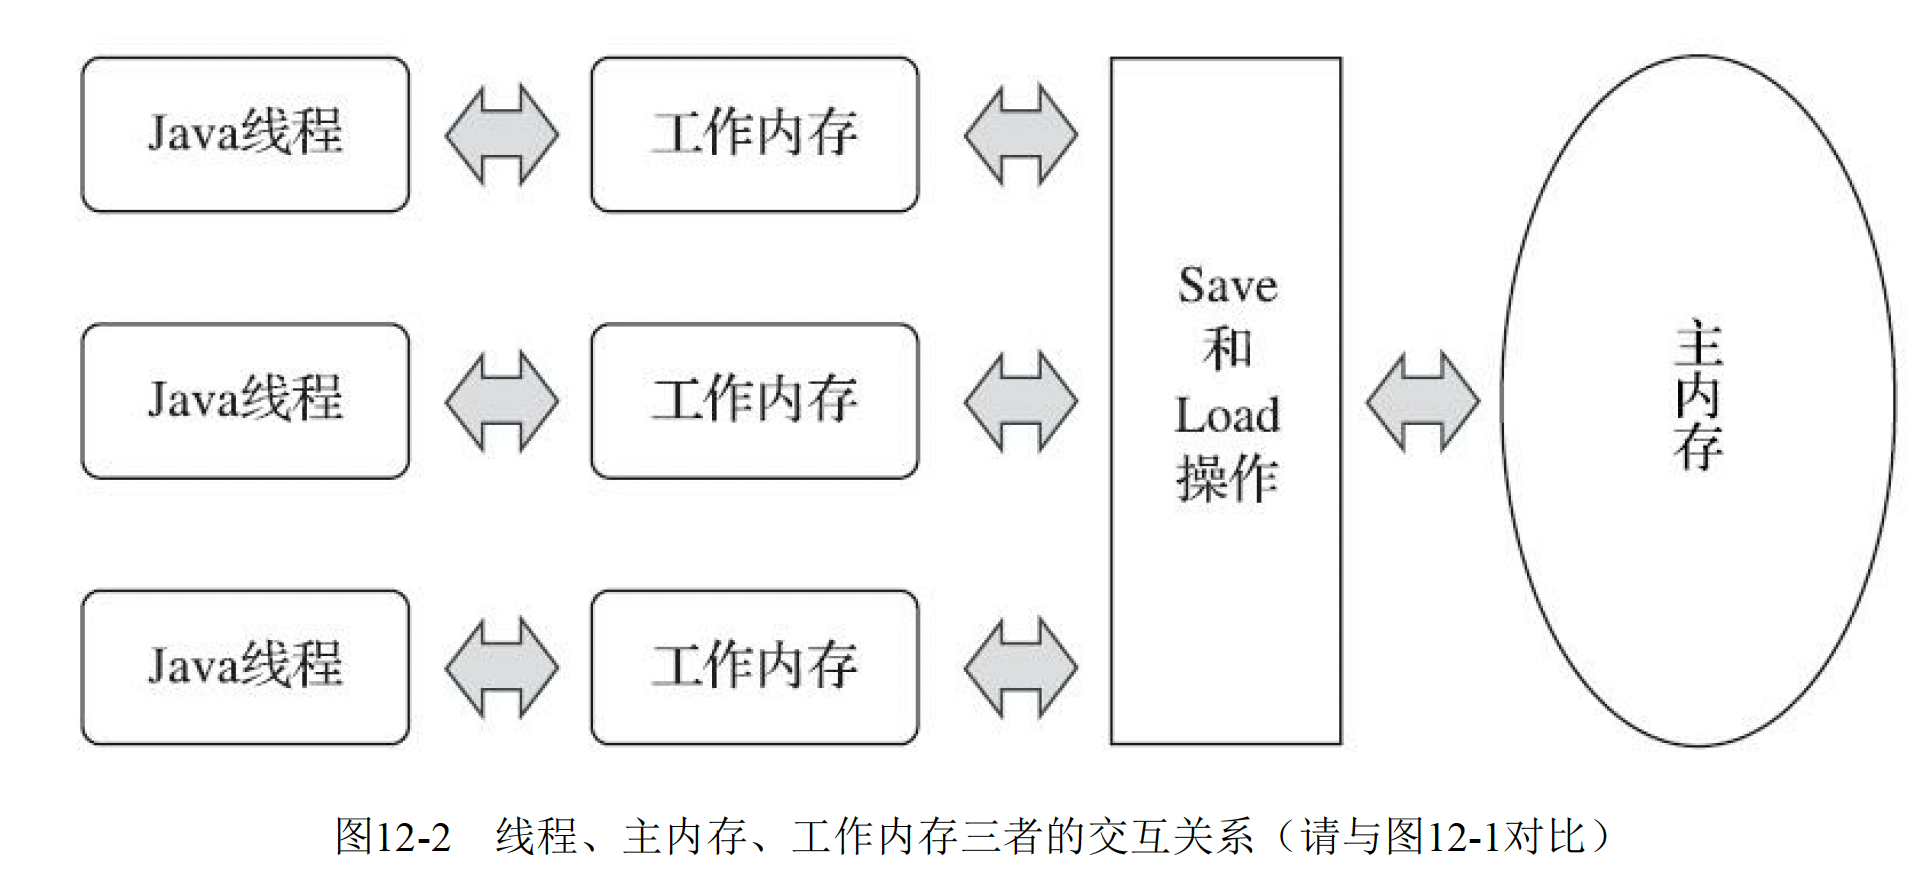 Java线程
工作内存
Java线程
工作内存
Java线程
工作内存
Save
和
Load
操作
主
内
存
图12-2 线程、主内存、工作内存三者的交互关系（请与图12-1对比）